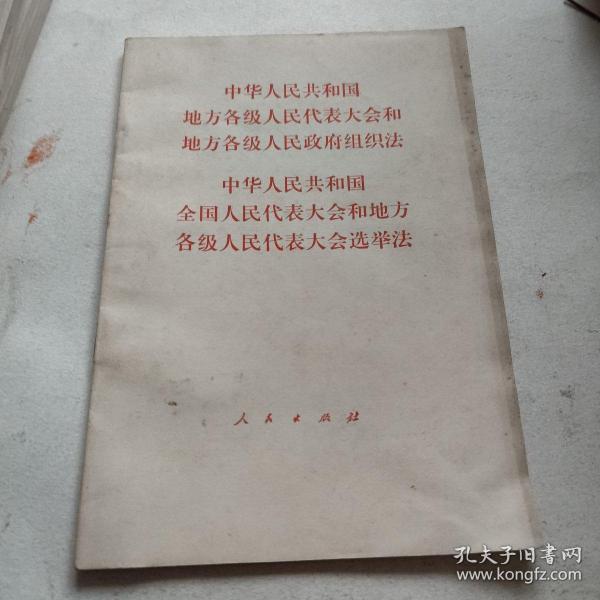 中华人民共和国
地方各级人民代表大会和
地方各级人民政府组织法
中华人民共和国
全国人民代表大会和地方
各级人民代表大会选举法
人民出版社
孔夫子旧书网
www.kongfz.com